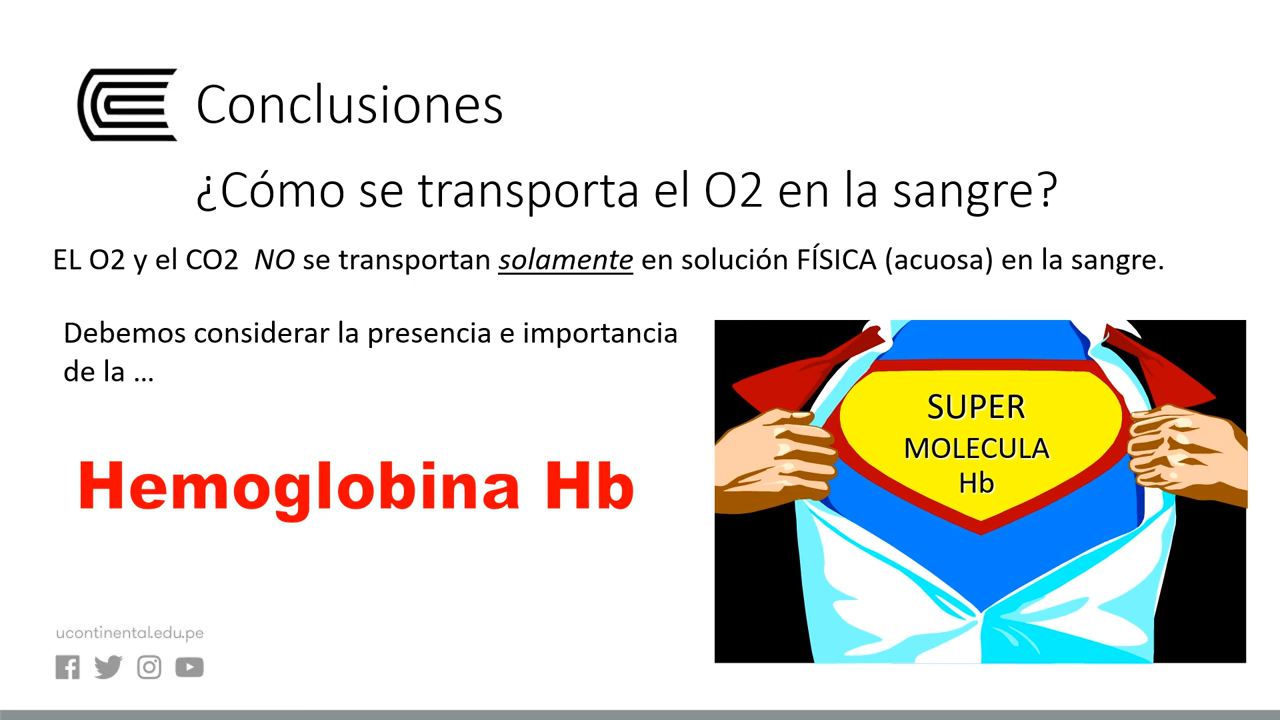 Conclusiones
¿Cómo se transporta el O2 en la sangre?
EL O2 y el CO2 NO se transportan solamente en solución FÍSICA (acuosa) en la sangre.
Debemos considerar la presencia e importancia
de la ...
Hemoglobina Hb
SUPER
MOLECULA
Hb
ucontinental.edu.pe